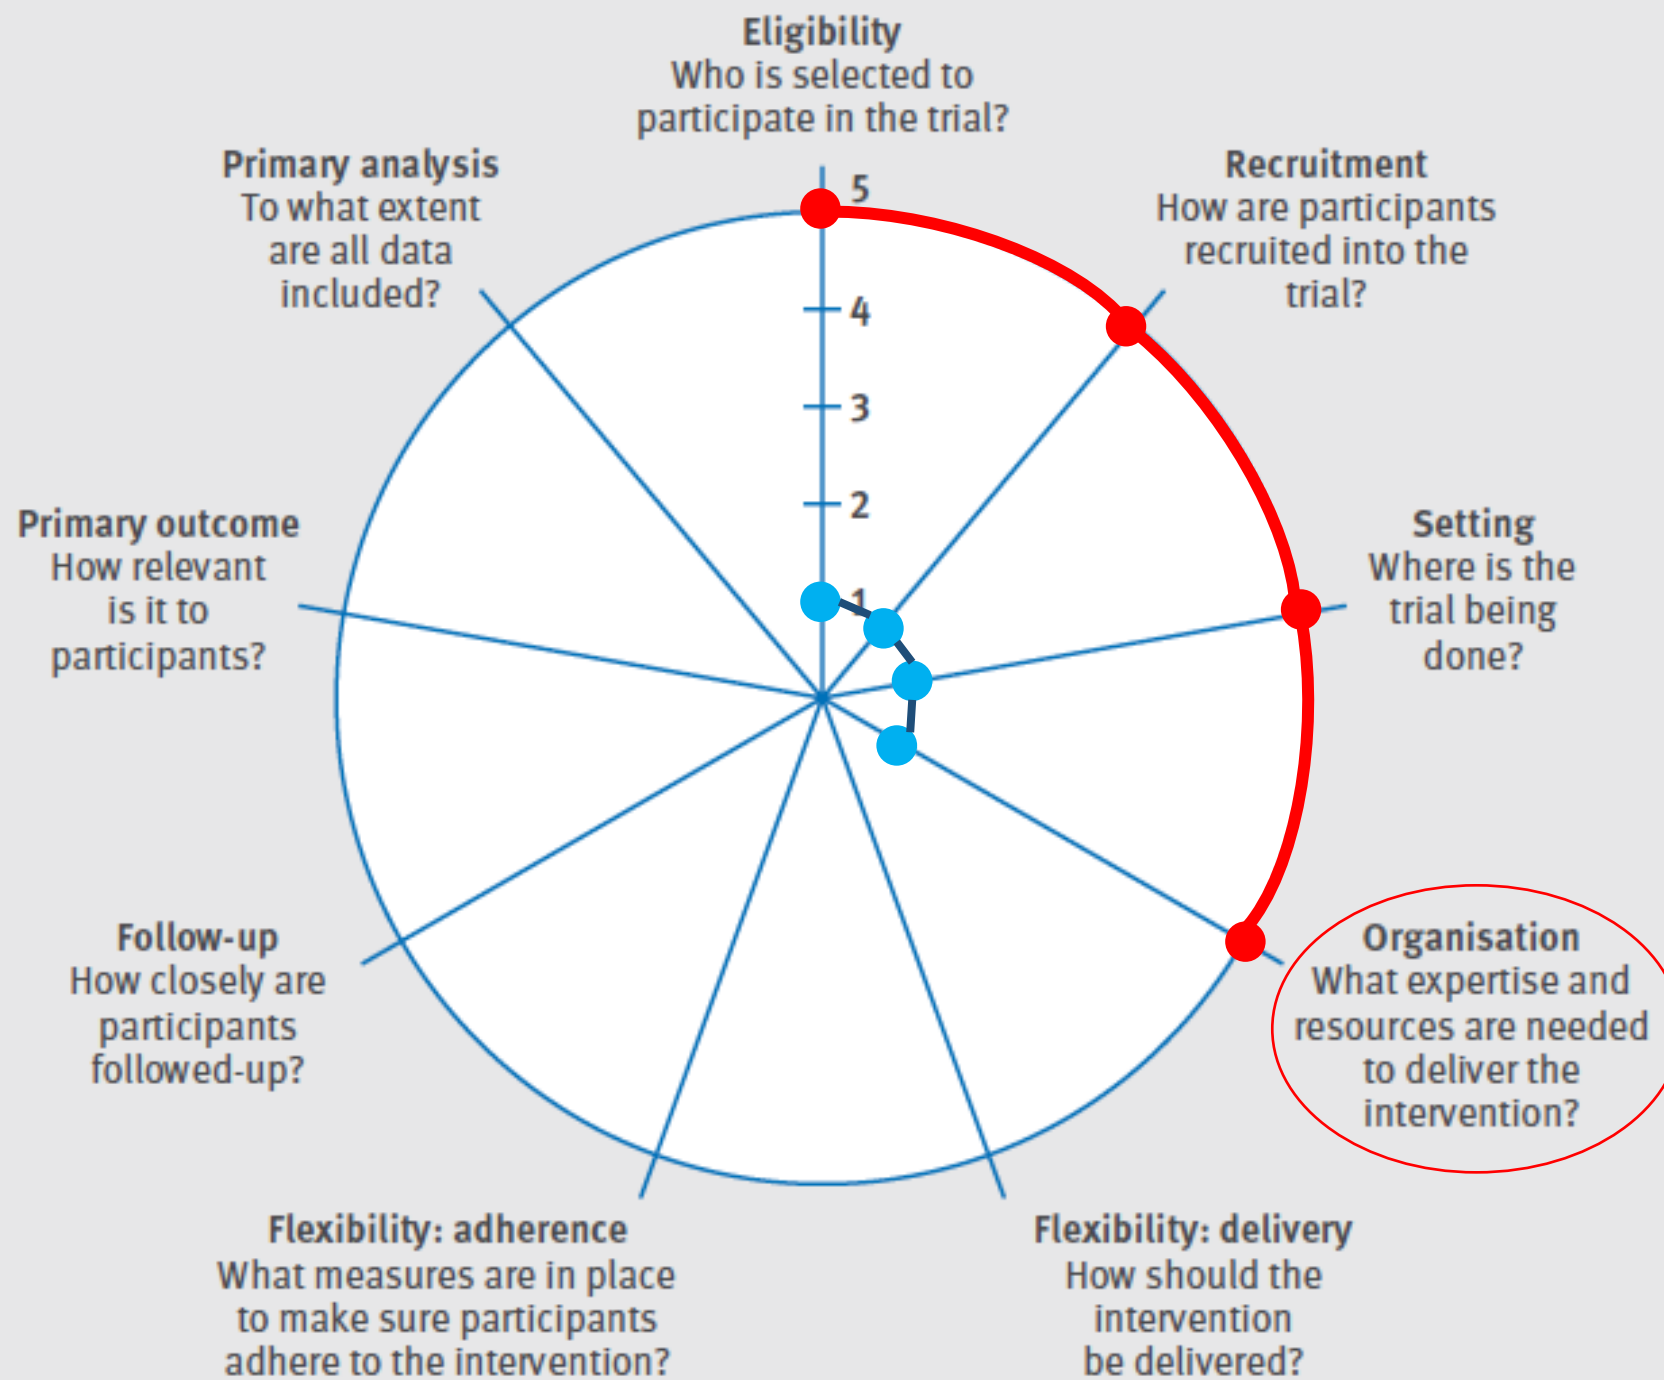 Eligibility
Who is selected to
participate in the trial?
Recruitment
How are participants
recruited into the
trial?
Setting
Where is the
trial being
done?
Organisation
What expertise and
resources are needed
to deliver the
intervention?
Flexibility: delivery
How should the
intervention
be delivered?
Flexibility: adherence
What measures are in place
to make sure participants
adhere to the intervention?
Follow-up
How closely are
participants
followed-up?
Primary outcome
How relevant
is it to
participants?
Primary analysis
To what extent
are all data
included?
5
4
3
2
1